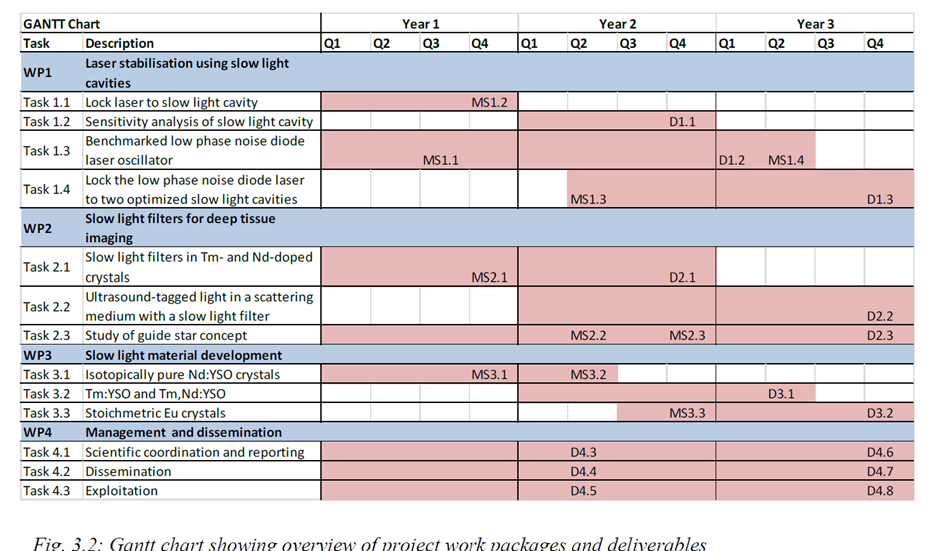 GANTT Chart Year 1 Year 2 Year 3
Task Description Q1 Q2 Q3 Q4 Q1 Q2 Q3 Q4 Q1 Q2 Q3 Q4
WP1 Laser stabilisation using slow light
cavities
Task 1.1 Lock laser to slow light cavity MS1.2
Task 1.2 Sensitivity analysis of slow light cavity D1.1
Task 1.3 Benchmarked low phase noise diode
laser oscillator MS1.1 D1.2 MS1.4
Task 1.4 Lock the low phase noise diode laser
to two optimized slow light cavities MS1.3 D1.3
WP2 Slow light filters for deep tissue
imaging
Task 2.1 Slow light filters in Tm- and Nd-doped
crystals MS2.1 D2.1
Task 2.2 Ultrasound-tagged light in a scattering
medium with a slow light filter D2.2
Task 2.3 Study of guide star concept MS2.2 MS2.3 D2.3
WP3 Slow light material development
Task 3.1 Isotopically pure Nd:YSO crystals MS3.1 MS3.2
Task 3.2 Tm:YSO and Tm,Nd:YSO D3.1
Task 3.3 Stoichmetric Eu crystals MS3.3 D3.2
WP4 Management and dissemination
Task 4.1 Scientific coordination and reporting D4.3 D4.6
Task 4.2 Dissemination D4.4 D4.7
Task 4.3 Exploitation D4.5 D4.8
Fig. 3.2: Gantt chart showing overview of project work packages and deliverables